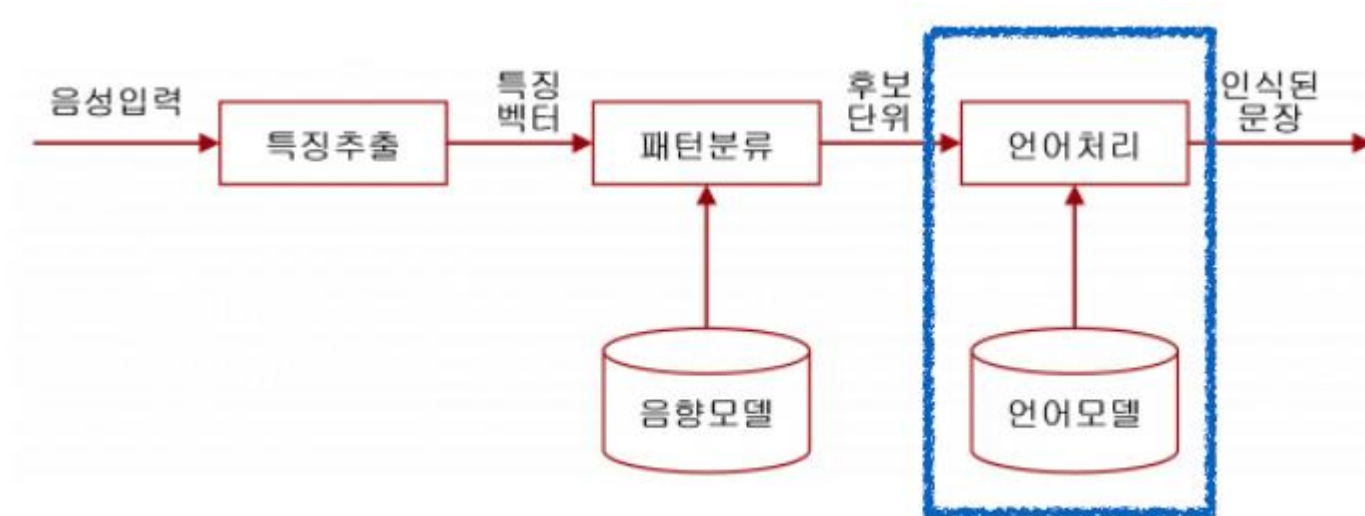 음성입력
특징추출
특징
벡터
패턴분류
후보
단위
언어처리
인식된
문장
음향모델
언어모델